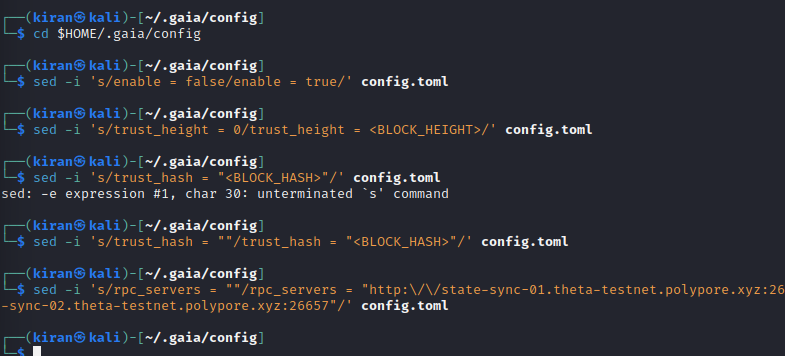 ┌──(kiran㉿kali)-[~/.gaia/config]
└─$ cd $HOME/.gaia/config
┌──(kiran㉿kali)-[~/.gaia/config]
└─$ sed -i 's/enable = false/enable = true/' config.toml
┌──(kiran㉿kali)-[~/.gaia/config]
└─$ sed -i 's/trust_height = 0/trust_height = <BLOCK_HEIGHT>/' config.toml
┌──(kiran㉿kali)-[~/.gaia/config]
└─$ sed -i 's/trust_hash = "<BLOCK_HASH>"/' config.toml
sed: -e expression #1, char 30: unterminated `s' command
┌──(kiran㉿kali)-[~/.gaia/config]
└─$ sed -i 's/trust_hash = ""/trust_hash = "<BLOCK_HASH>"/' config.toml
┌──(kiran㉿kali)-[~/.gaia/config]
└─$ sed -i 's/rpc_servers = ""/rpc_servers = "http:\/\/state-sync-01.theta-testnet.polypore.xyz:26
-sync-02.theta-testnet.polypore.xyz:26657"/' config.toml
┌──(kiran㉿kali)-[~/.gaia/config]
└─$